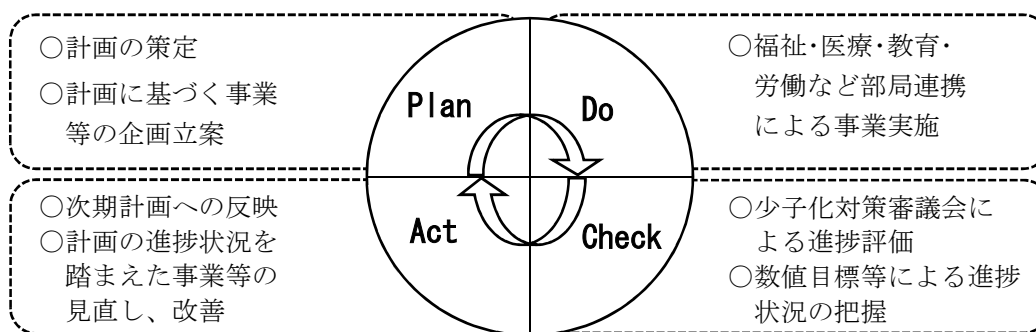 ○計画の策定
○計画に基づく事業
等の企画立案
Plan
Do
○福祉・医療・教育・
労働など部局連携
による事業実施
○次期計画への反映
○計画の進捗状況を
踏まえた事業等の
見直し、改善
Act
Check
○少子化対策審議会に
よる進捗評価
○数値目標等による進捗
状況の把握